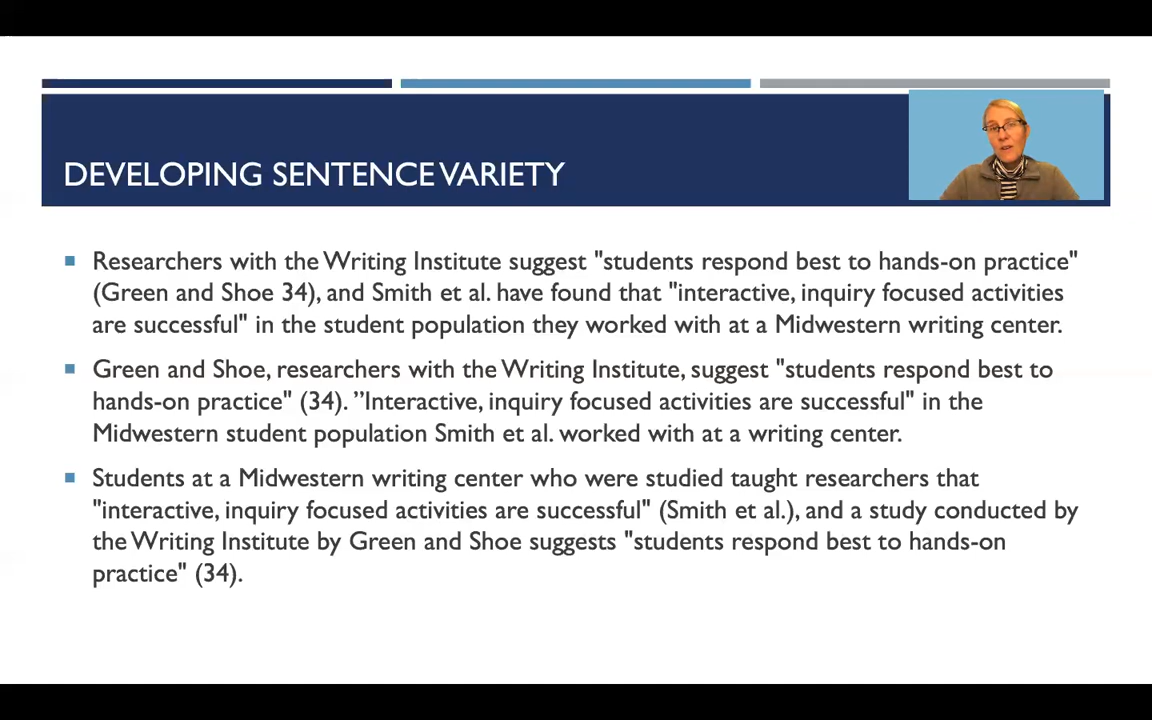 DEVELOPING SENTENCE VARIETY
Researchers with the Writing Institute suggest "students respond best to hands-on practice"
(Green and Shoe 34), and Smith et al. have found that "interactive, inquiry focused activities
are successful" in the student population they worked with at a Midwestern writing center.
Green and Shoe, researchers with the Writing Institute, suggest "students respond best to
hands-on practice" (34). ”Interactive, inquiry focused activities are successful" in the
Midwestern student population Smith et al. worked with at a writing center.
Students at a Midwestern writing center who were studied taught researchers that
"interactive, inquiry focused activities are successful" (Smith et al.), and a study conducted by
the Writing Institute by Green and Shoe suggests "students respond best to hands-on
practice" (34).